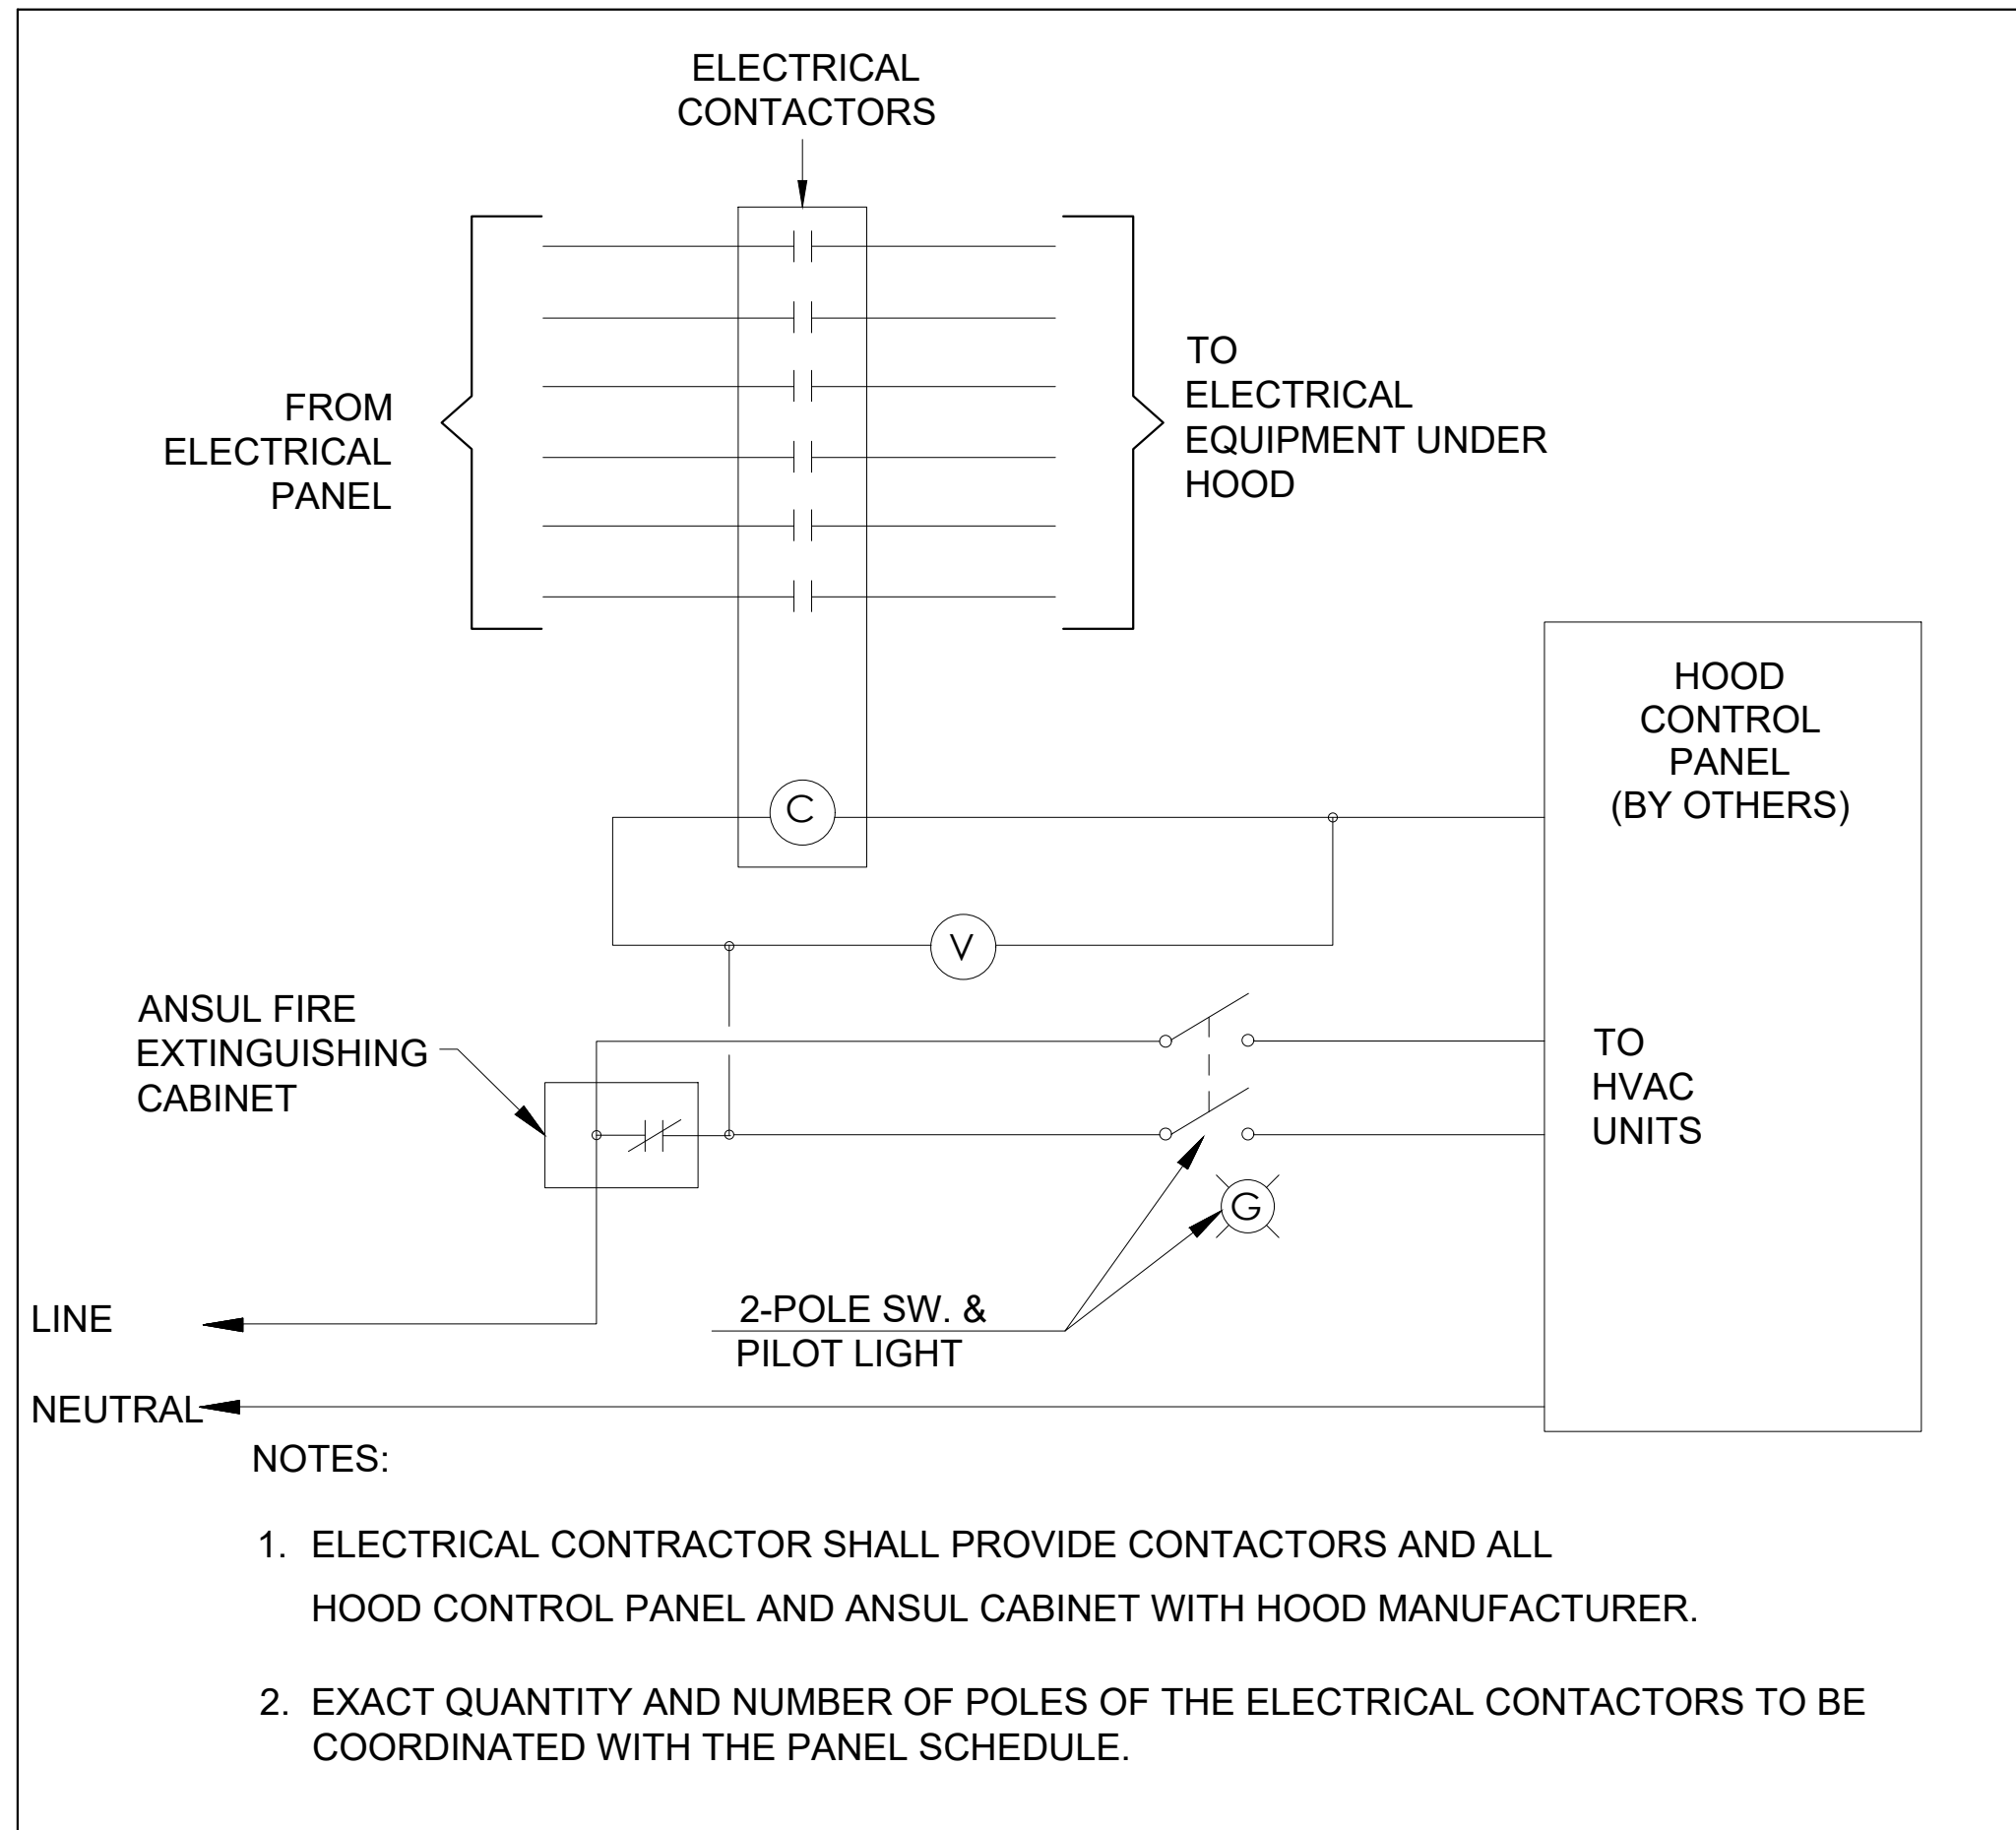 ELECTRICAL
CONTACTORS
FROM
ELECTRICAL
PANEL
TO
ELECTRICAL
EQUIPMENT UNDER
HOOD
HOOD
CONTROL
PANEL
(BY OTHERS)
C
V
ANSUL FIRE
EXTINGUISHING
CABINET
TO
HVAC
UNITS
G
2-POLE SW. &
PILOT LIGHT
LINE
NEUTRAL
NOTES:
1. ELECTRICAL CONTRACTOR SHALL PROVIDE CONTACTORS AND ALL
HOOD CONTROL PANEL AND ANSUL CABINET WITH HOOD MANUFACTURER.
2. EXACT QUANTITY AND NUMBER OF POLES OF THE ELECTRICAL CONTACTORS TO BE
COORDINATED WITH THE PANEL SCHEDULE.